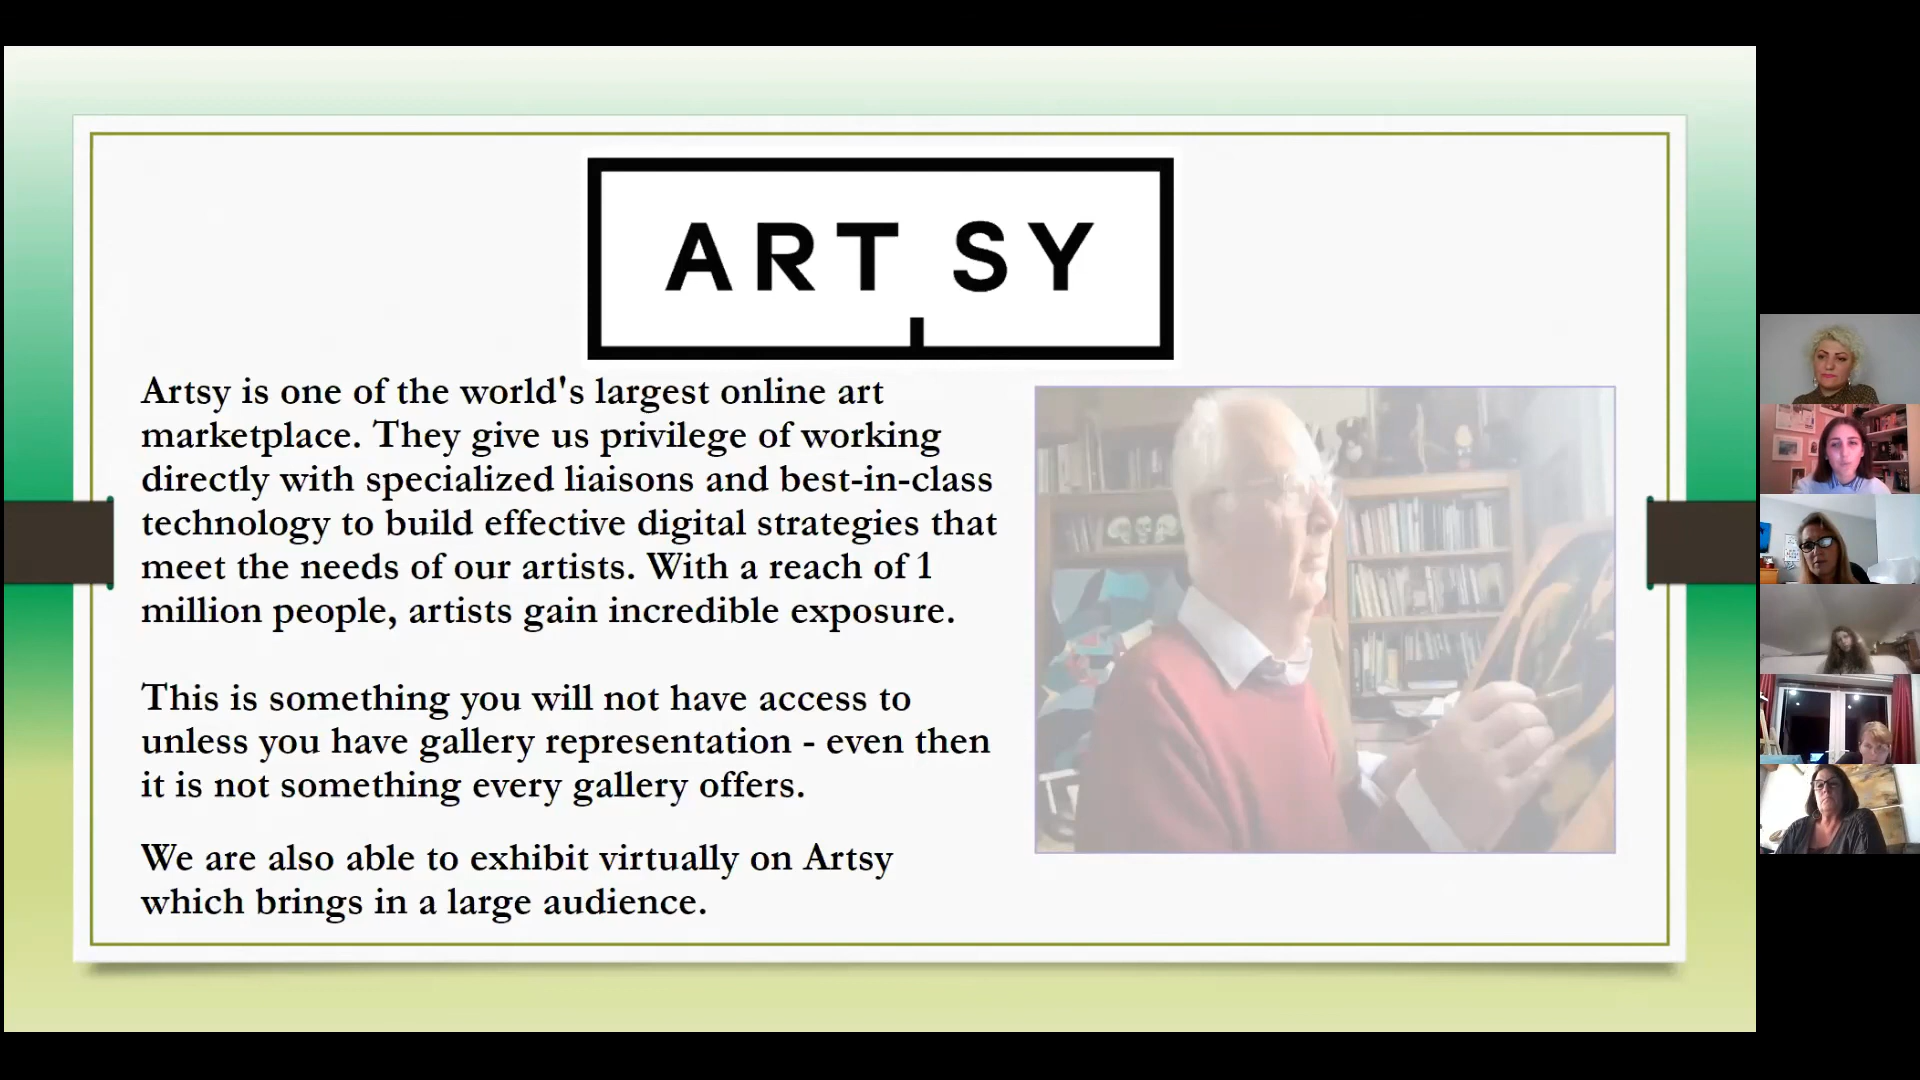 ART SY
Artsy is one of the world's largest online art
marketplace. They give us privilege of working
directly with specialized liaisons and best-in-class
technology to build effective digital strategies that
meet the needs of our artists. With a reach of 1
million people, artists gain incredible exposure.
This is something you will not have access to
unless you have gallery representation - even then
it is not something every gallery offers.
We are also able to exhibit virtually on Artsy
which brings in a large audience.